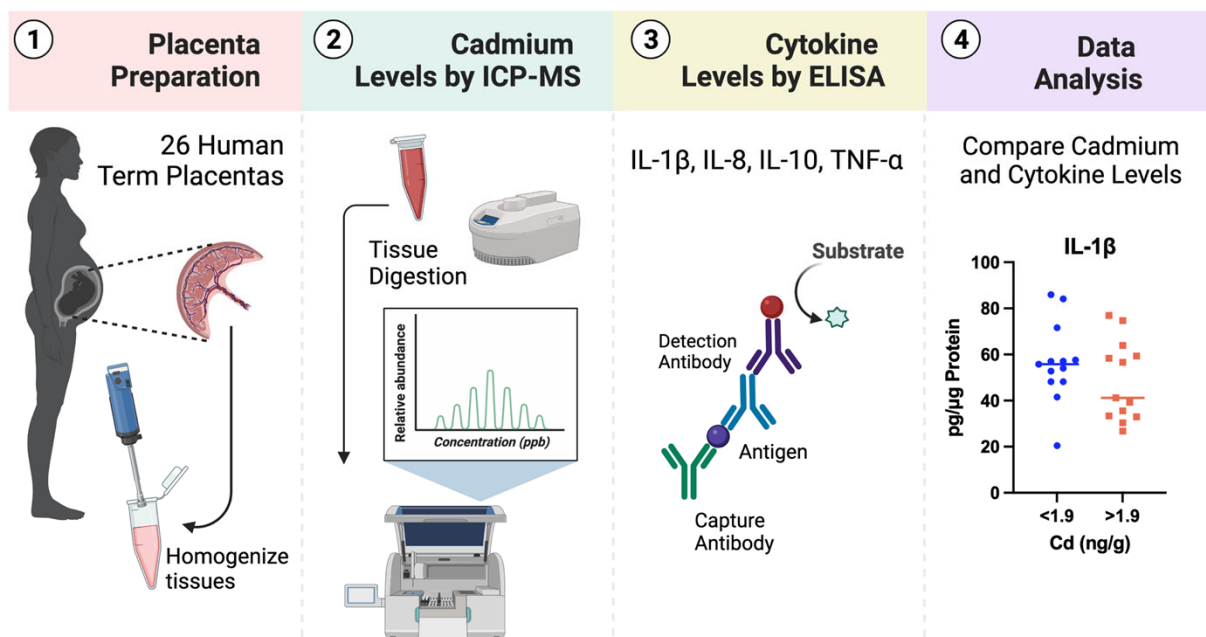 1
Placenta
Preparation
26 Human
Term Placentas
Homogenize
tissues
2
Cadmium
Levels by ICP-MS
Tissue
Digestion
Relative abundance
Concentration (ppb)
3
Cytokine
Levels by ELISA
IL-1β, IL-8, IL-10, TNF-α
Substrate
Detection
Antibody
Antigen
Capture
Antibody
4
Data
Analysis
Compare Cadmium
and Cytokine Levels
IL-1β
pg/μg Protein
100
80
60
40
20
0
<1.9 >1.9
Cd (ng/g)